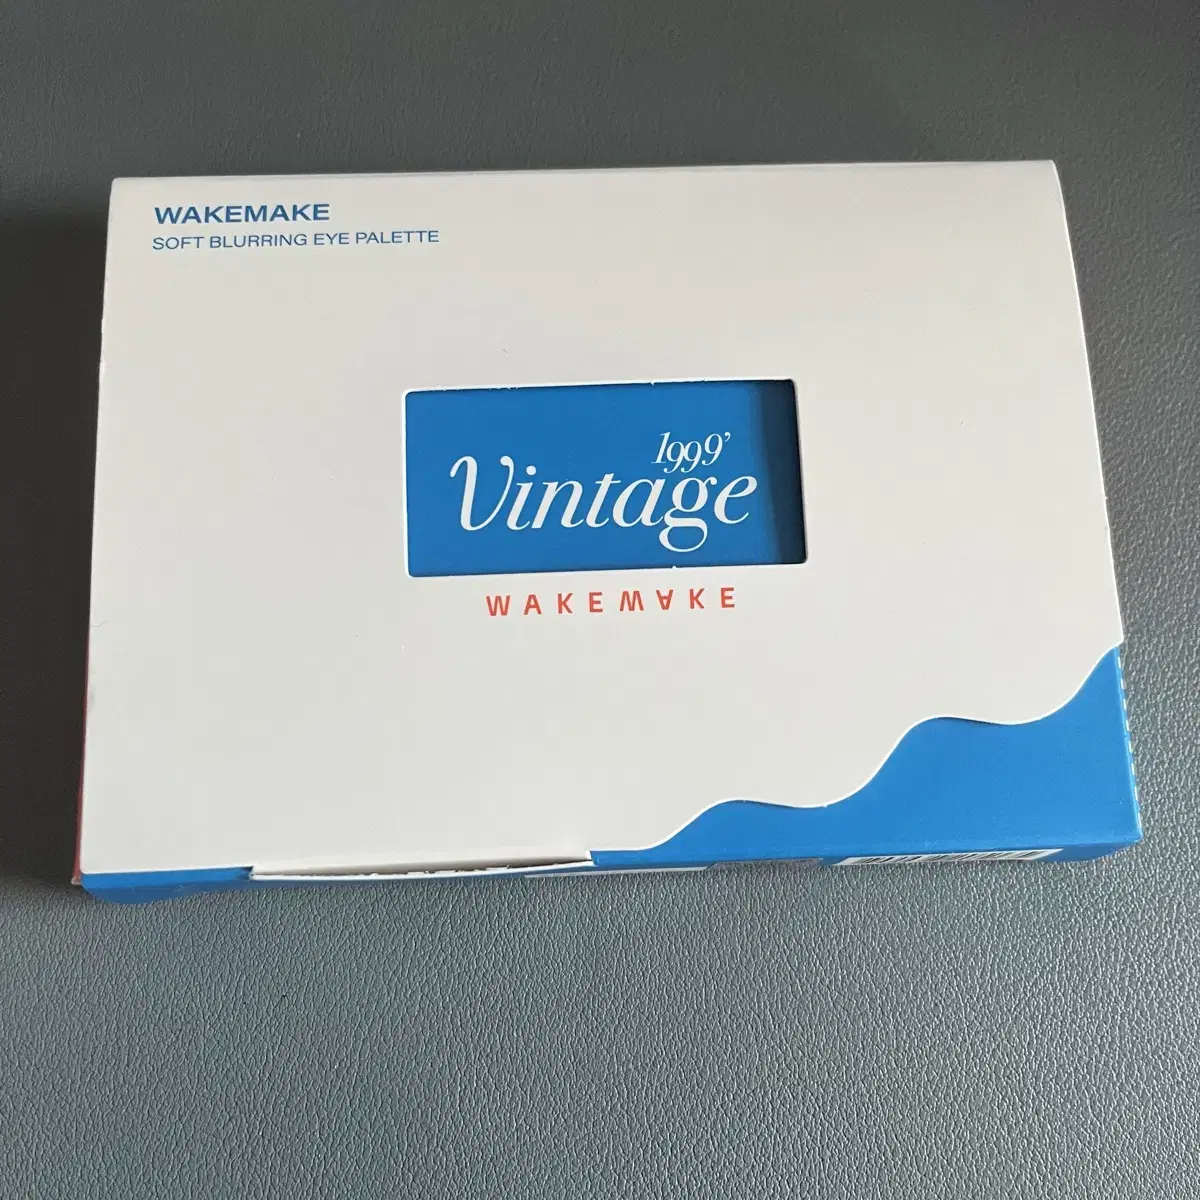 WAKEMAKE
SOFT BLURRING EYE PALETTE
1999'
Vintage
WAKEMAKE